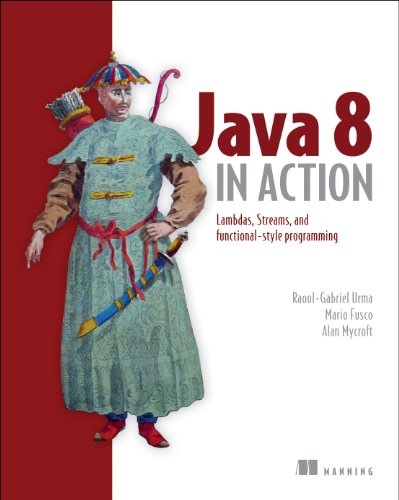 Java 8
IN ACTION
Lambdas, Streams, and
functional-style programming
Raoul-Gabriel Urma
Mario Fusco
Alan Mycroft
MANNING